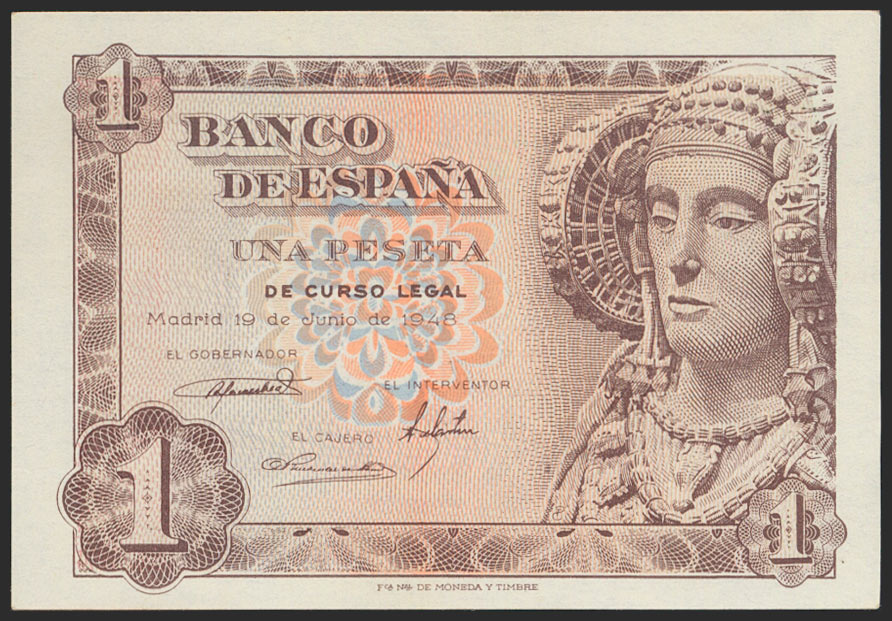 1
BANCO
DE ESPAÑA
UNA PESETA
DE CURSO LEGAL
Madrid 19 de Junio de 1948
EL GOBERNADOR
EL INTERVENTOR
EL CAJERO
1
1
Fca Nal DE MONEDA Y TIMBRE